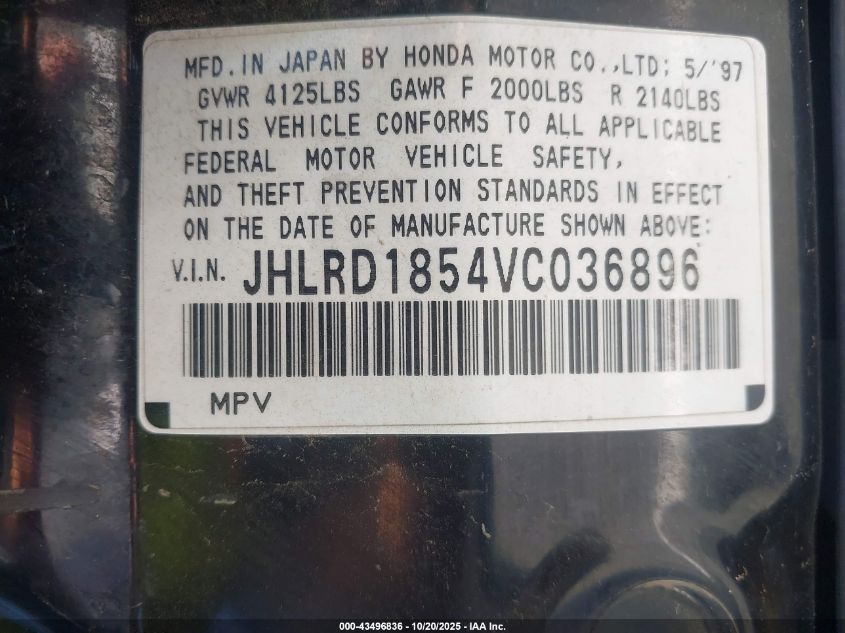 MFD. IN JAPAN BY HONDA MOTOR CO.,LTD; 5/'97
GVWR 4125LBS GAWR F 2000LBS R 2140LBS
THIS VEHICLE CONFORMS TO ALL APPLICABLE
FEDERAL MOTOR VEHICLE SAFETY,
AND THEFT PREVENTION STANDARDS IN EFFECT
ON THE DATE OF MANUFACTURE SHOWN ABOVE:
V.I.N. JHLRD1854VC036896
MPV
000-43496836 - 10/20/2025 - IAA Inc.